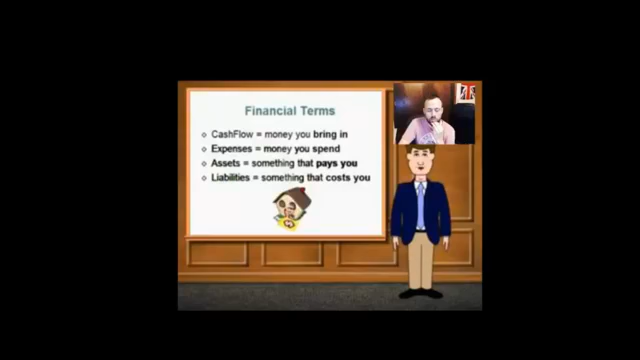 Financial Terms
CashFlow = money you bring in
Expenses = money you spend
Assets = something that pays you
Liabilities = something that costs you